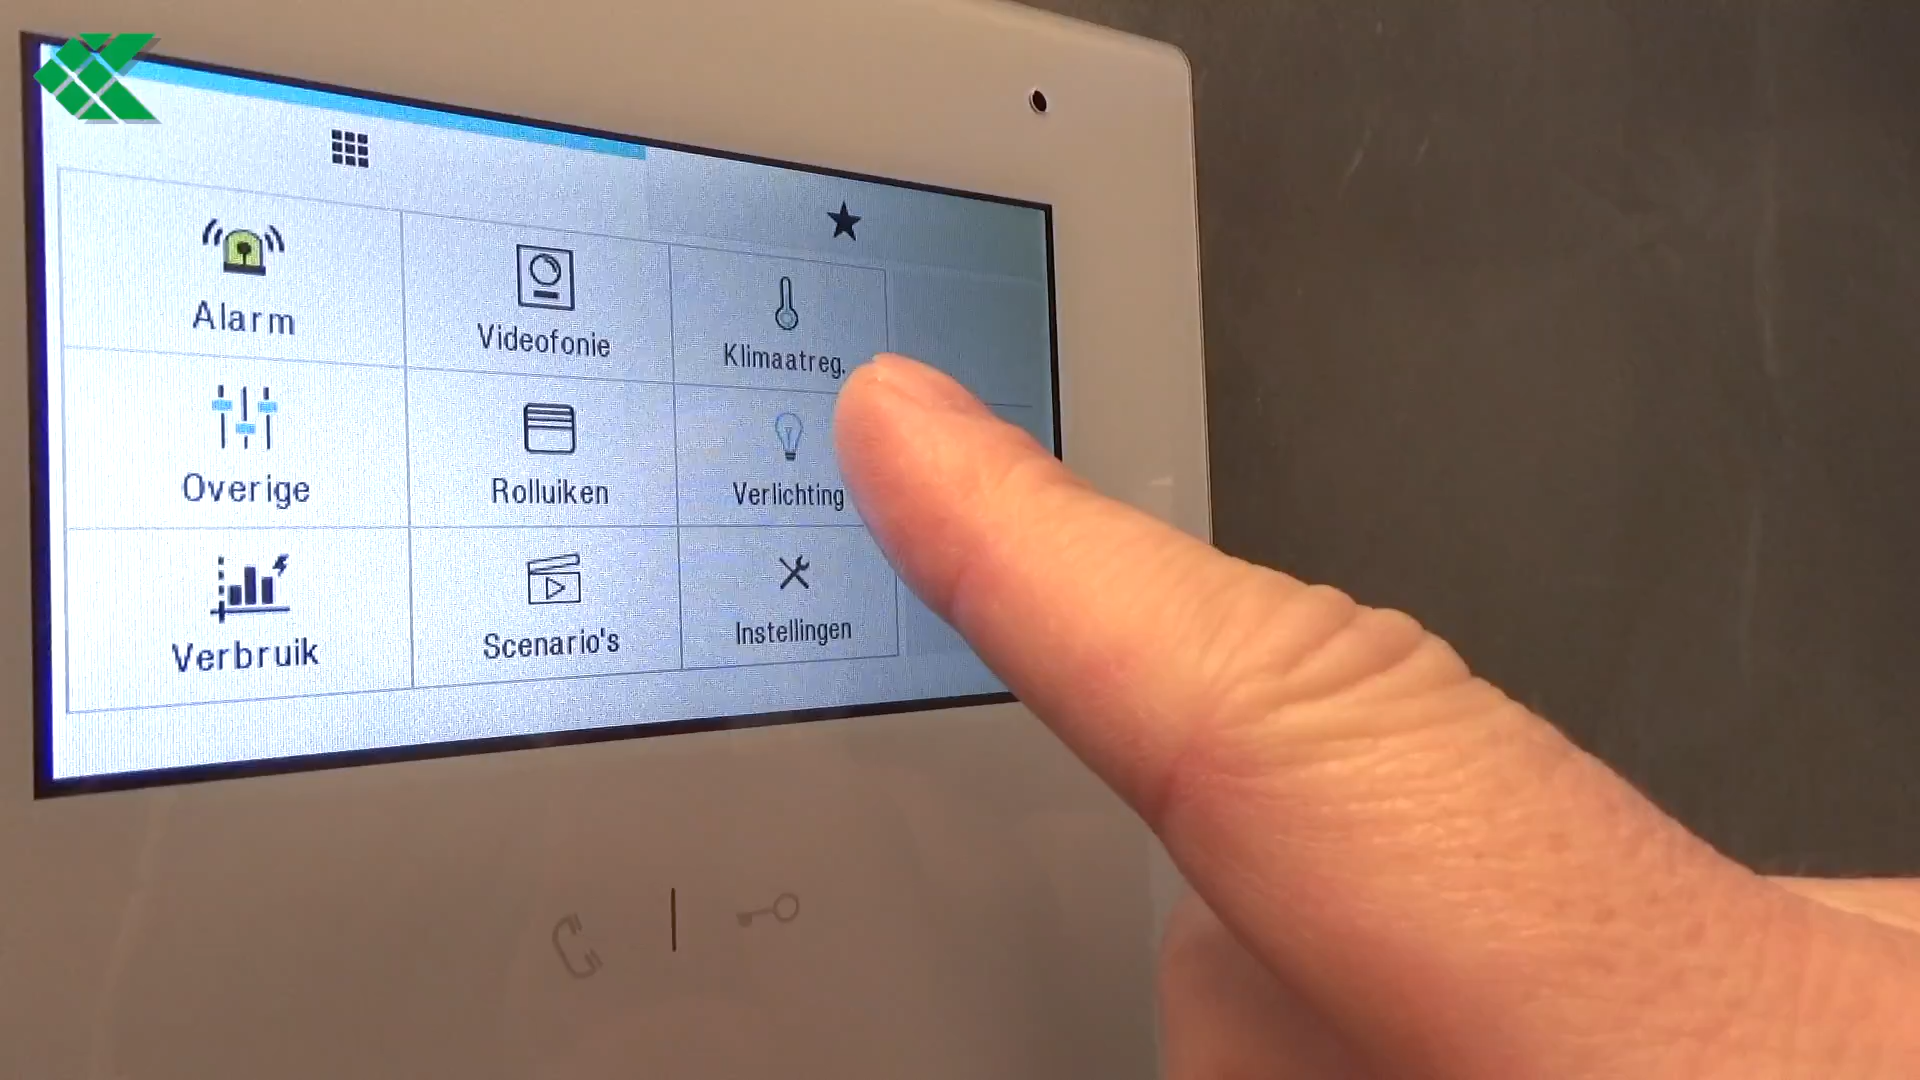 Alarm
Videofonie
Klimaatreg.
Overige
Rolluiken
Verlichting
Verbruik
Scenario's
Instellingen